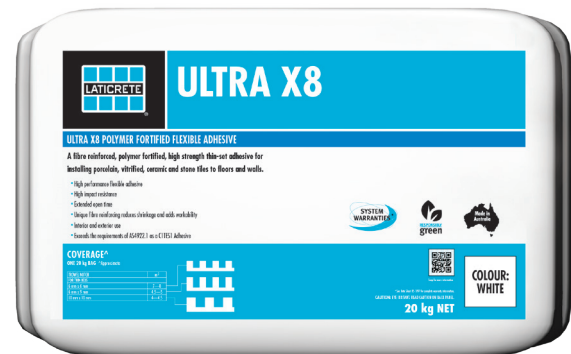 ULTRA X8
LATICRETE
ULTRA X8 POLYMER FORTIFIED FLEXIBLE ADHESIVE
A fibre reinforced, polymer fortified, high strength thin-set adhesive for
installing porcelain, vitrified, ceramic and stone tiles to floors and walls.
• High performance flexible adhesive
• High impact resistance
• Extended open time
• Unique fibre reinforcing reduces shrinkage and adds workability
• Interior and exterior use
• Exceeds the requirements of AS4922.1 as a C1TES1 Adhesive
SYSTEM
WARRANTIES
green
Made in
Australia
COVERAGE^
ONE 20 kg BAG
COLOUR:
WHITE
20 kg NET